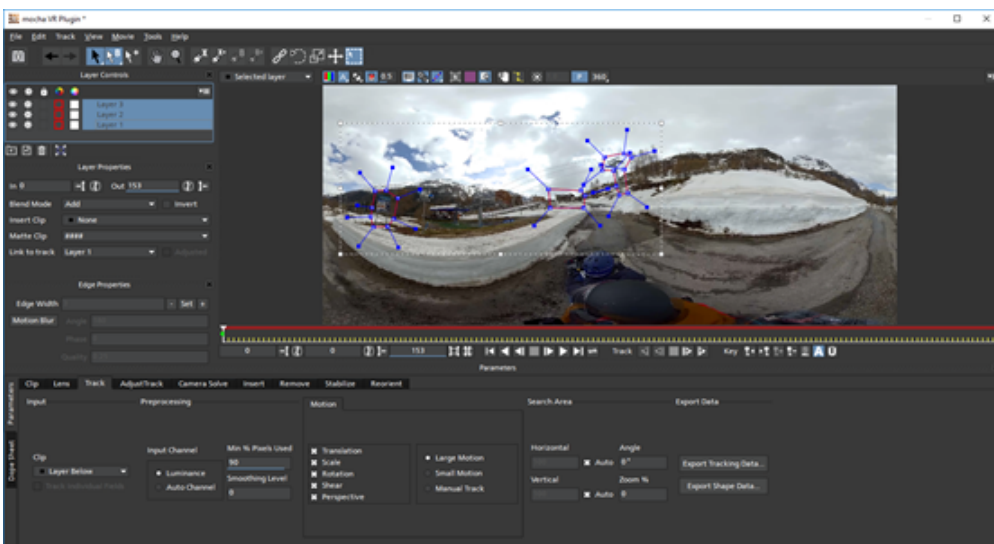 mocha VR Plugin *
File Edit Track View Movie Tools Help
Layer Controls
Selected layer
0.5
360
Layer 3
Layer 2
Layer 1
Layer Properties
In 0
Out 153
Blend Mode Add Invert
Insert Clip None
Matte Clip ####
Link to track Layer 1 Adjusted
Edge Properties
Edge Width - Set +
Motion Blur Angle
Phase
Quality
0 0 153 Track Key
Parameters
Clip Lens Track AdjustTrack Camera Solve Insert Remove Stabilize Reorient
Parameters
Dope Sheet
Input
Clip
Layer Below
Track Individual Fields
Preprocessing
Input Channel
Luminance
Auto Channel
Min % Pixels Used
90
Smoothing Level
0
Motion
Translation
Scale
Rotation
Shear
Perspective
Large Motion
Small Motion
Manual Track
Search Area
Horizontal Angle
Auto 0°
Vertical Zoom %
Auto 0
Export Data
Export Tracking Data...
Export Shape Data...